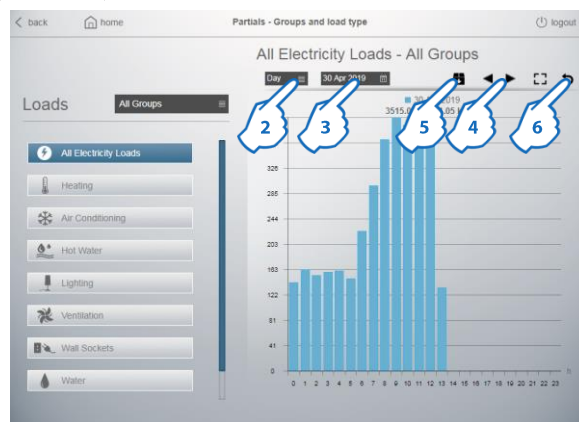 back home Partials - Groups and load type logout
All Electricity Loads - All Groups
Day 30 Apr 2019
Loads All Groups
2019
3515.0
2 3 5 4 6
All Electricity Loads
Heating
Air Conditioning
Hot Water
Lighting
Ventilation
Wall Sockets
Water
326
285
244
203
163
122
81
41
0
0 1 2 3 4 5 6 7 8 9 10 11 12 13 14 15 16 17 18 19 20 21 22 23 h